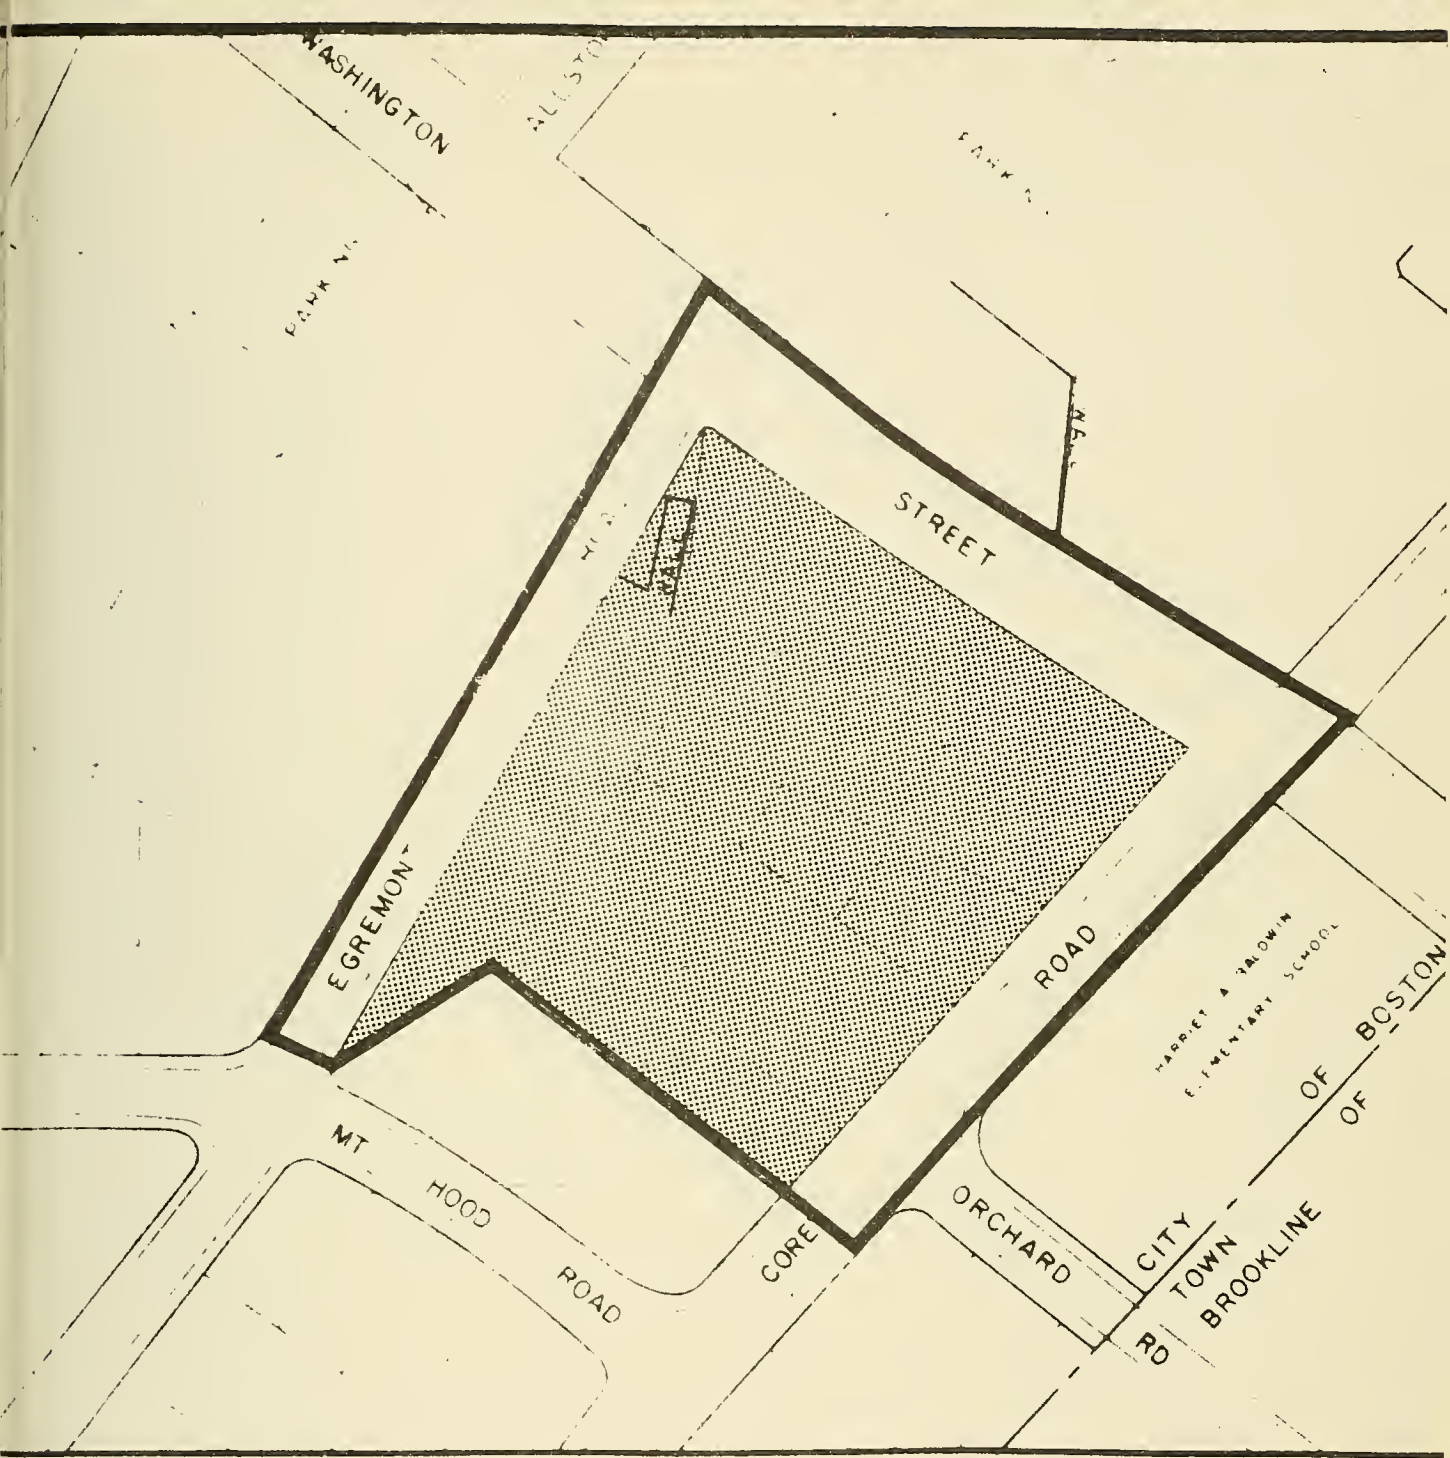 WASHINGTON
STREET
EGREMONT
ROAD
MT HOOD ROAD
CORE
ORCHARD RD
HARRIET A BALDWIN
ELEMENTARY SCHOOL
CITY OF BOSTON
TOWN OF
BROOKLINE